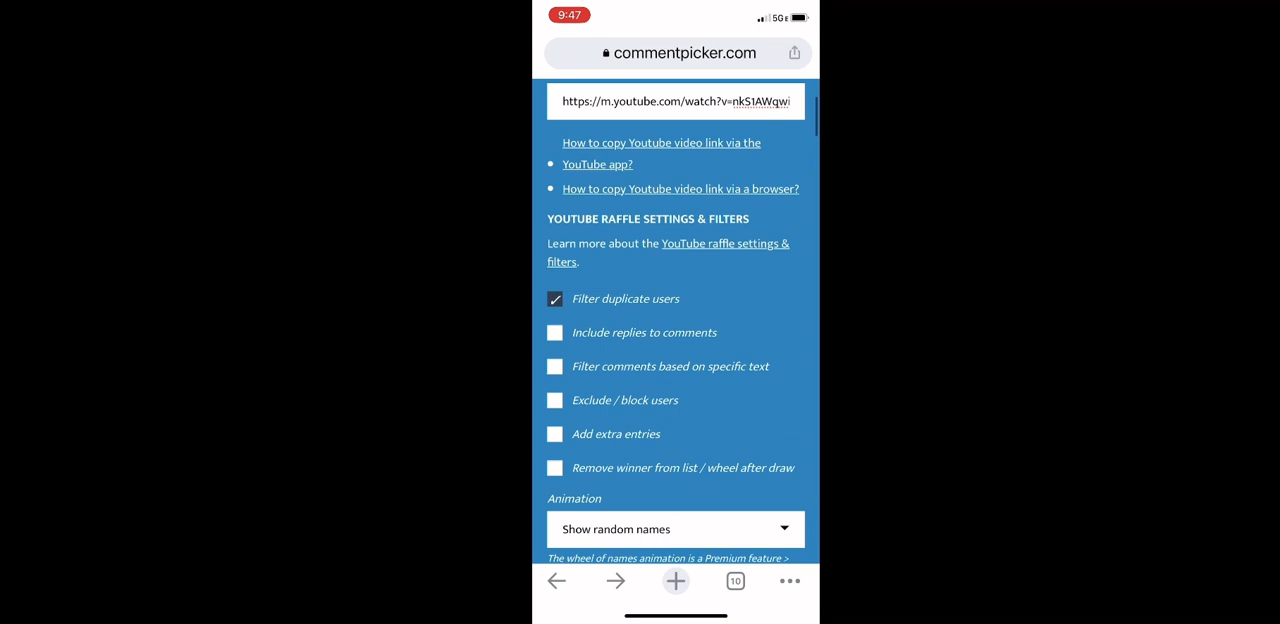 9:47
5GE
commentpicker.com
https://m.youtube.com/watch?v=nkS1AWqwi
How to copy Youtube video link via the
YouTube app?
How to copy Youtube video link via a browser?
YOUTUBE RAFFLE SETTINGS & FILTERS
Learn more about the YouTube raffle settings &
filters.
Filter duplicate users
Include replies to comments
Filter comments based on specific text
Exclude / block users
Add extra entries
Remove winner from list / wheel after draw
Animation
Show random names
The wheel of names animation is a Premium feature >
10